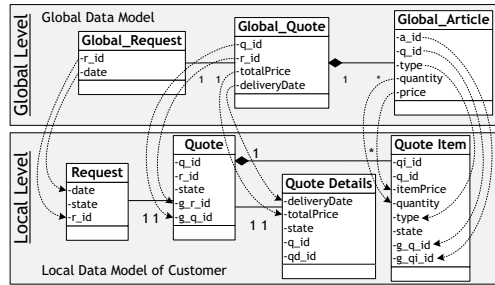 Global Level
Global Data Model
Global_Request
-r_id
-date
1 1
Global_Quote
-q_id
-r_id
-totalPrice
-deliveryDate
1 *
Global_Article
-a_id
-q_id
-type
-quantity
-price
Local Level
Request
-date
-state
-r_id
1 1
Quote
-q_id
-r_id
-state
-g_r_id
-g_q_id
1 *
1 1
Quote Details
-deliveryDate
-totalPrice
-state
-q_id
-qd_id
Quote Item
-qi_id
-q_id
-itemPrice
-quantity
-type
-state
-g_q_id
-g_qi_id
Local Data Model of Customer